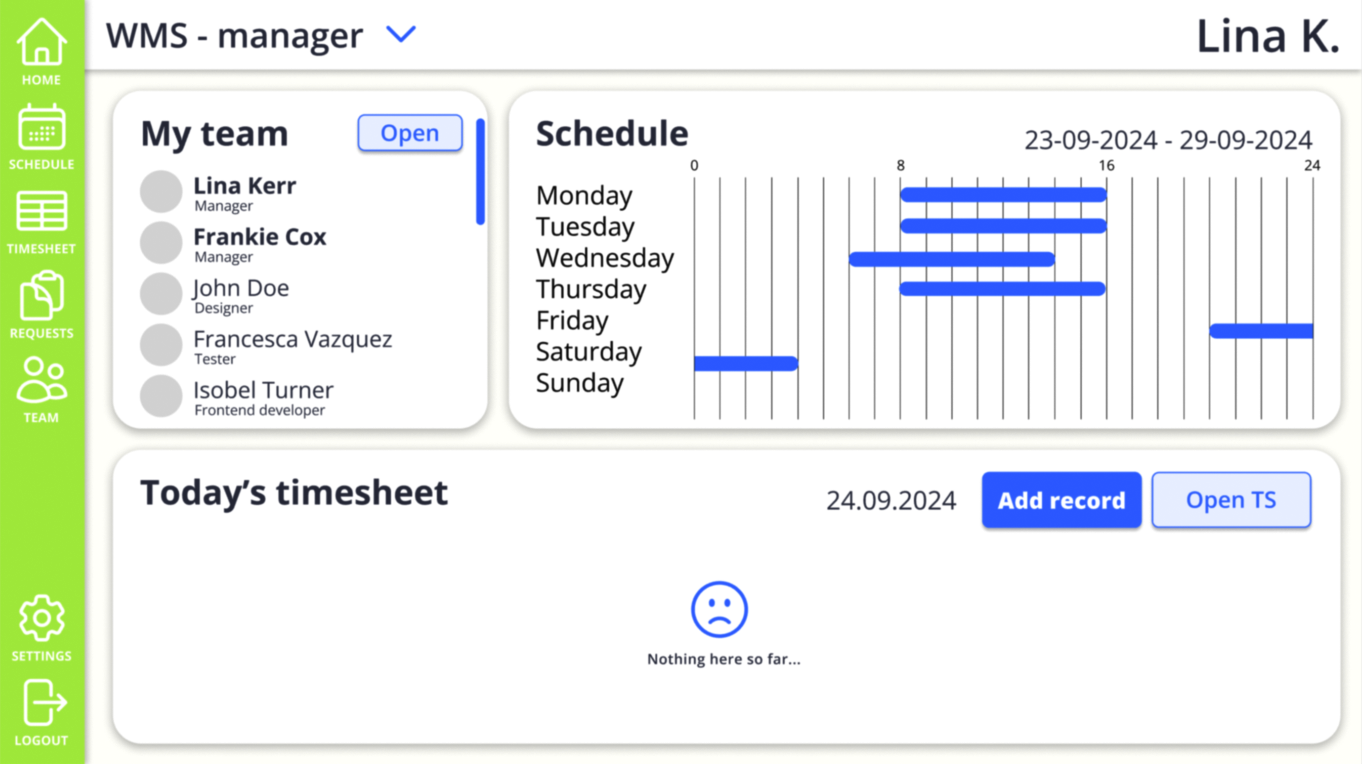 WMS - manager
Lina K.
HOME
SCHEDULE
TIMESHEET
REQUESTS
TEAM
SETTINGS
LOGOUT
My team
Open
Lina Kerr
Manager
Frankie Cox
Manager
John Doe
Designer
Francesca Vazquez
Tester
Isobel Turner
Frontend developer
Schedule
23-09-2024 - 29-09-2024
0 8 16 24
Monday
Tuesday
Wednesday
Thursday
Friday
Saturday
Sunday
Today’s timesheet
24.09.2024
Add record
Open TS
Nothing here so far...